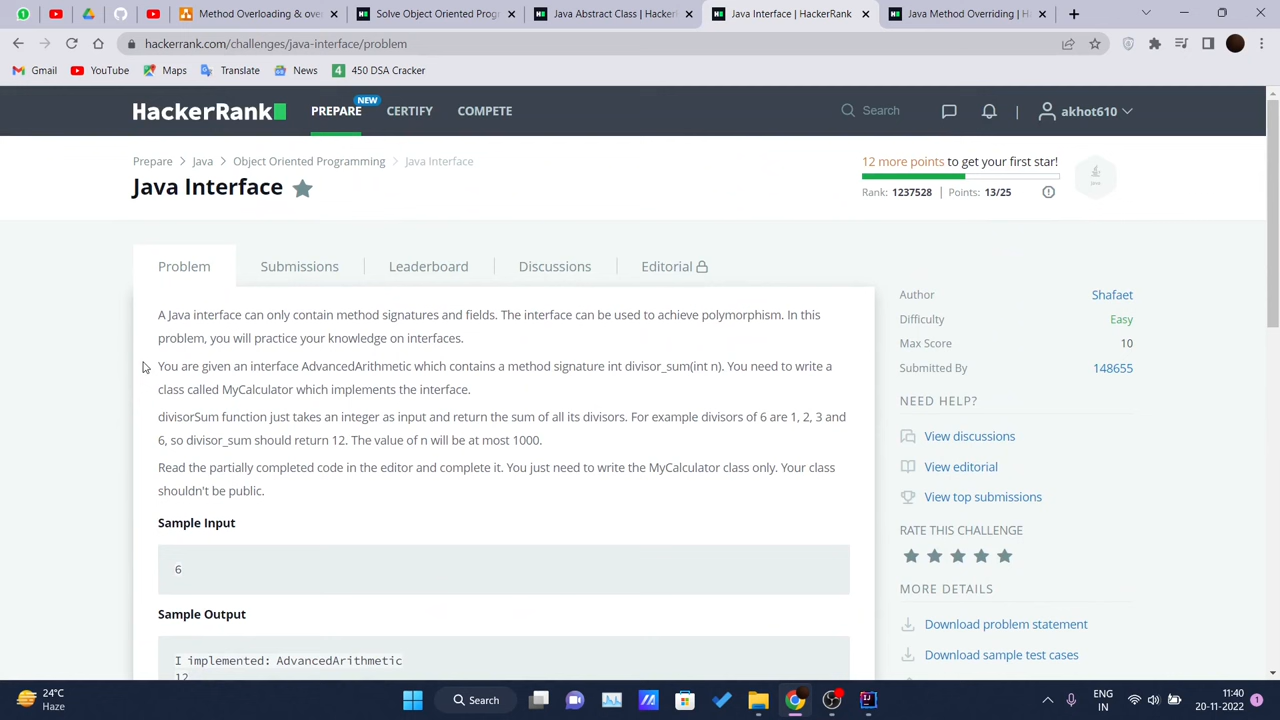 Method Overloading & ove
Solve Object Oriented Prog
Java Abstract Class | Hacker
Java Interface | HackerRank
Java Method Overriding | H
hackerrank.com/challenges/java-interface/problem
Gmail
YouTube
Maps
Translate
News
4 450 DSA Cracker
HackerRank
PREPARE
NEW
CERTIFY
COMPETE
Search
akhot610
Prepare
Java
Object Oriented Programming
Java Interface
Java Interface
12 more points to get your first star!
Rank: 1237528 | Points: 13/25
Problem
Submissions
Leaderboard
Discussions
Editorial
A Java interface can only contain method signatures and fields. The interface can be used to achieve polymorphism. In this
problem, you will practice your knowledge on interfaces.
You are given an interface AdvancedArithmetic which contains a method signature int divisor_sum(int n). You need to write a
class called MyCalculator which implements the interface.
divisorSum function just takes an integer as input and return the sum of all its divisors. For example divisors of 6 are 1, 2, 3 and
6, so divisor_sum should return 12. The value of n will be at most 1000.
Read the partially completed code in the editor and complete it. You just need to write the MyCalculator class only. Your class
shouldn't be public.
Sample Input
6
Sample Output
I implemented: AdvancedArithmetic
12
Author
Shafaet
Difficulty
Easy
Max Score
10
Submitted By
148655
NEED HELP?
View discussions
View editorial
View top submissions
RATE THIS CHALLENGE
MORE DETAILS
Download problem statement
Download sample test cases
24°C
Haze
Search
ENG
IN
11:40
20-11-2022
1